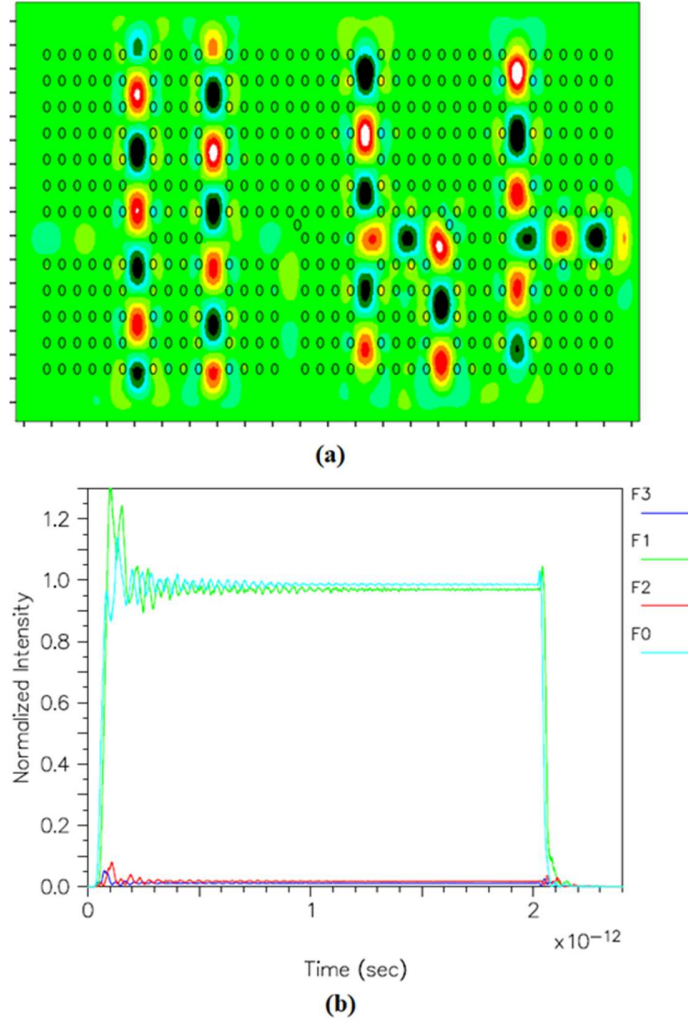 (a)
F3
F1
F2
F0
1.2
1.0
0.8
0.6
0.4
0.2
0.0
Normalized Intensity
0 1 2
x10−12
Time (sec)
(b)